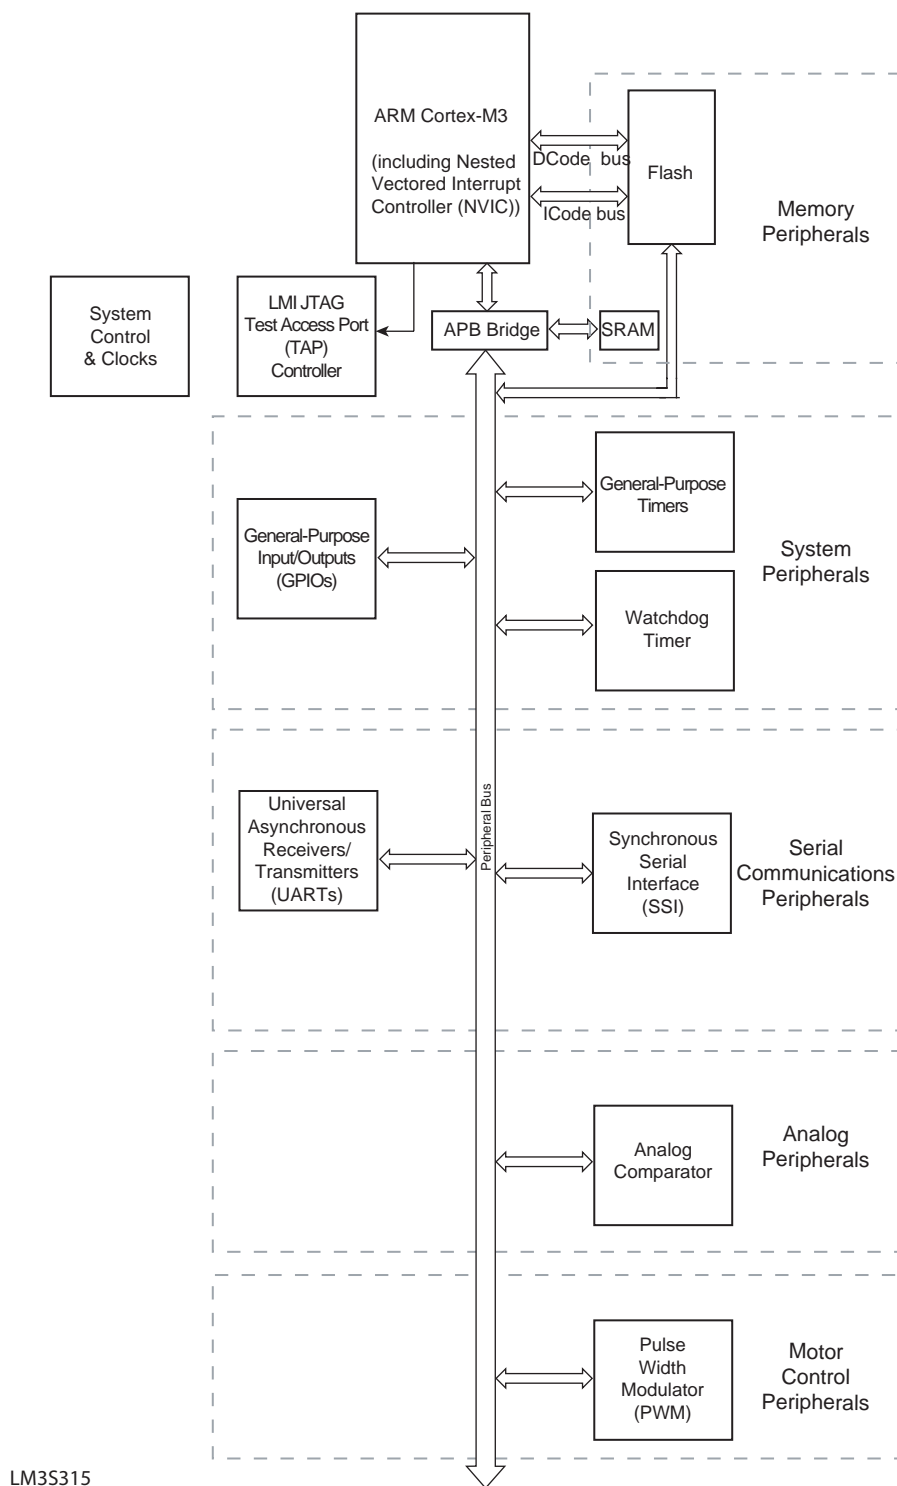 ARM Cortex-M3
(including Nested
Vectored Interrupt
Controller (NVIC))
DCode bus
ICode bus
Flash
Memory
Peripherals
System
Control
& Clocks
LMI JTAG
Test Access Port
(TAP)
Controller
APB Bridge
SRAM
General-Purpose
Timers
General-Purpose
Input/Outputs
(GPIOs)
System
Peripherals
Watchdog
Timer
Peripheral Bus
Universal
Asynchronous
Receivers/
Transmitters
(UARTs)
Synchronous
Serial
Interface
(SSI)
Serial
Communications
Peripherals
Analog
Comparator
Analog
Peripherals
Pulse
Width
Modulator
(PWM)
Motor
Control
Peripherals
LM3S315